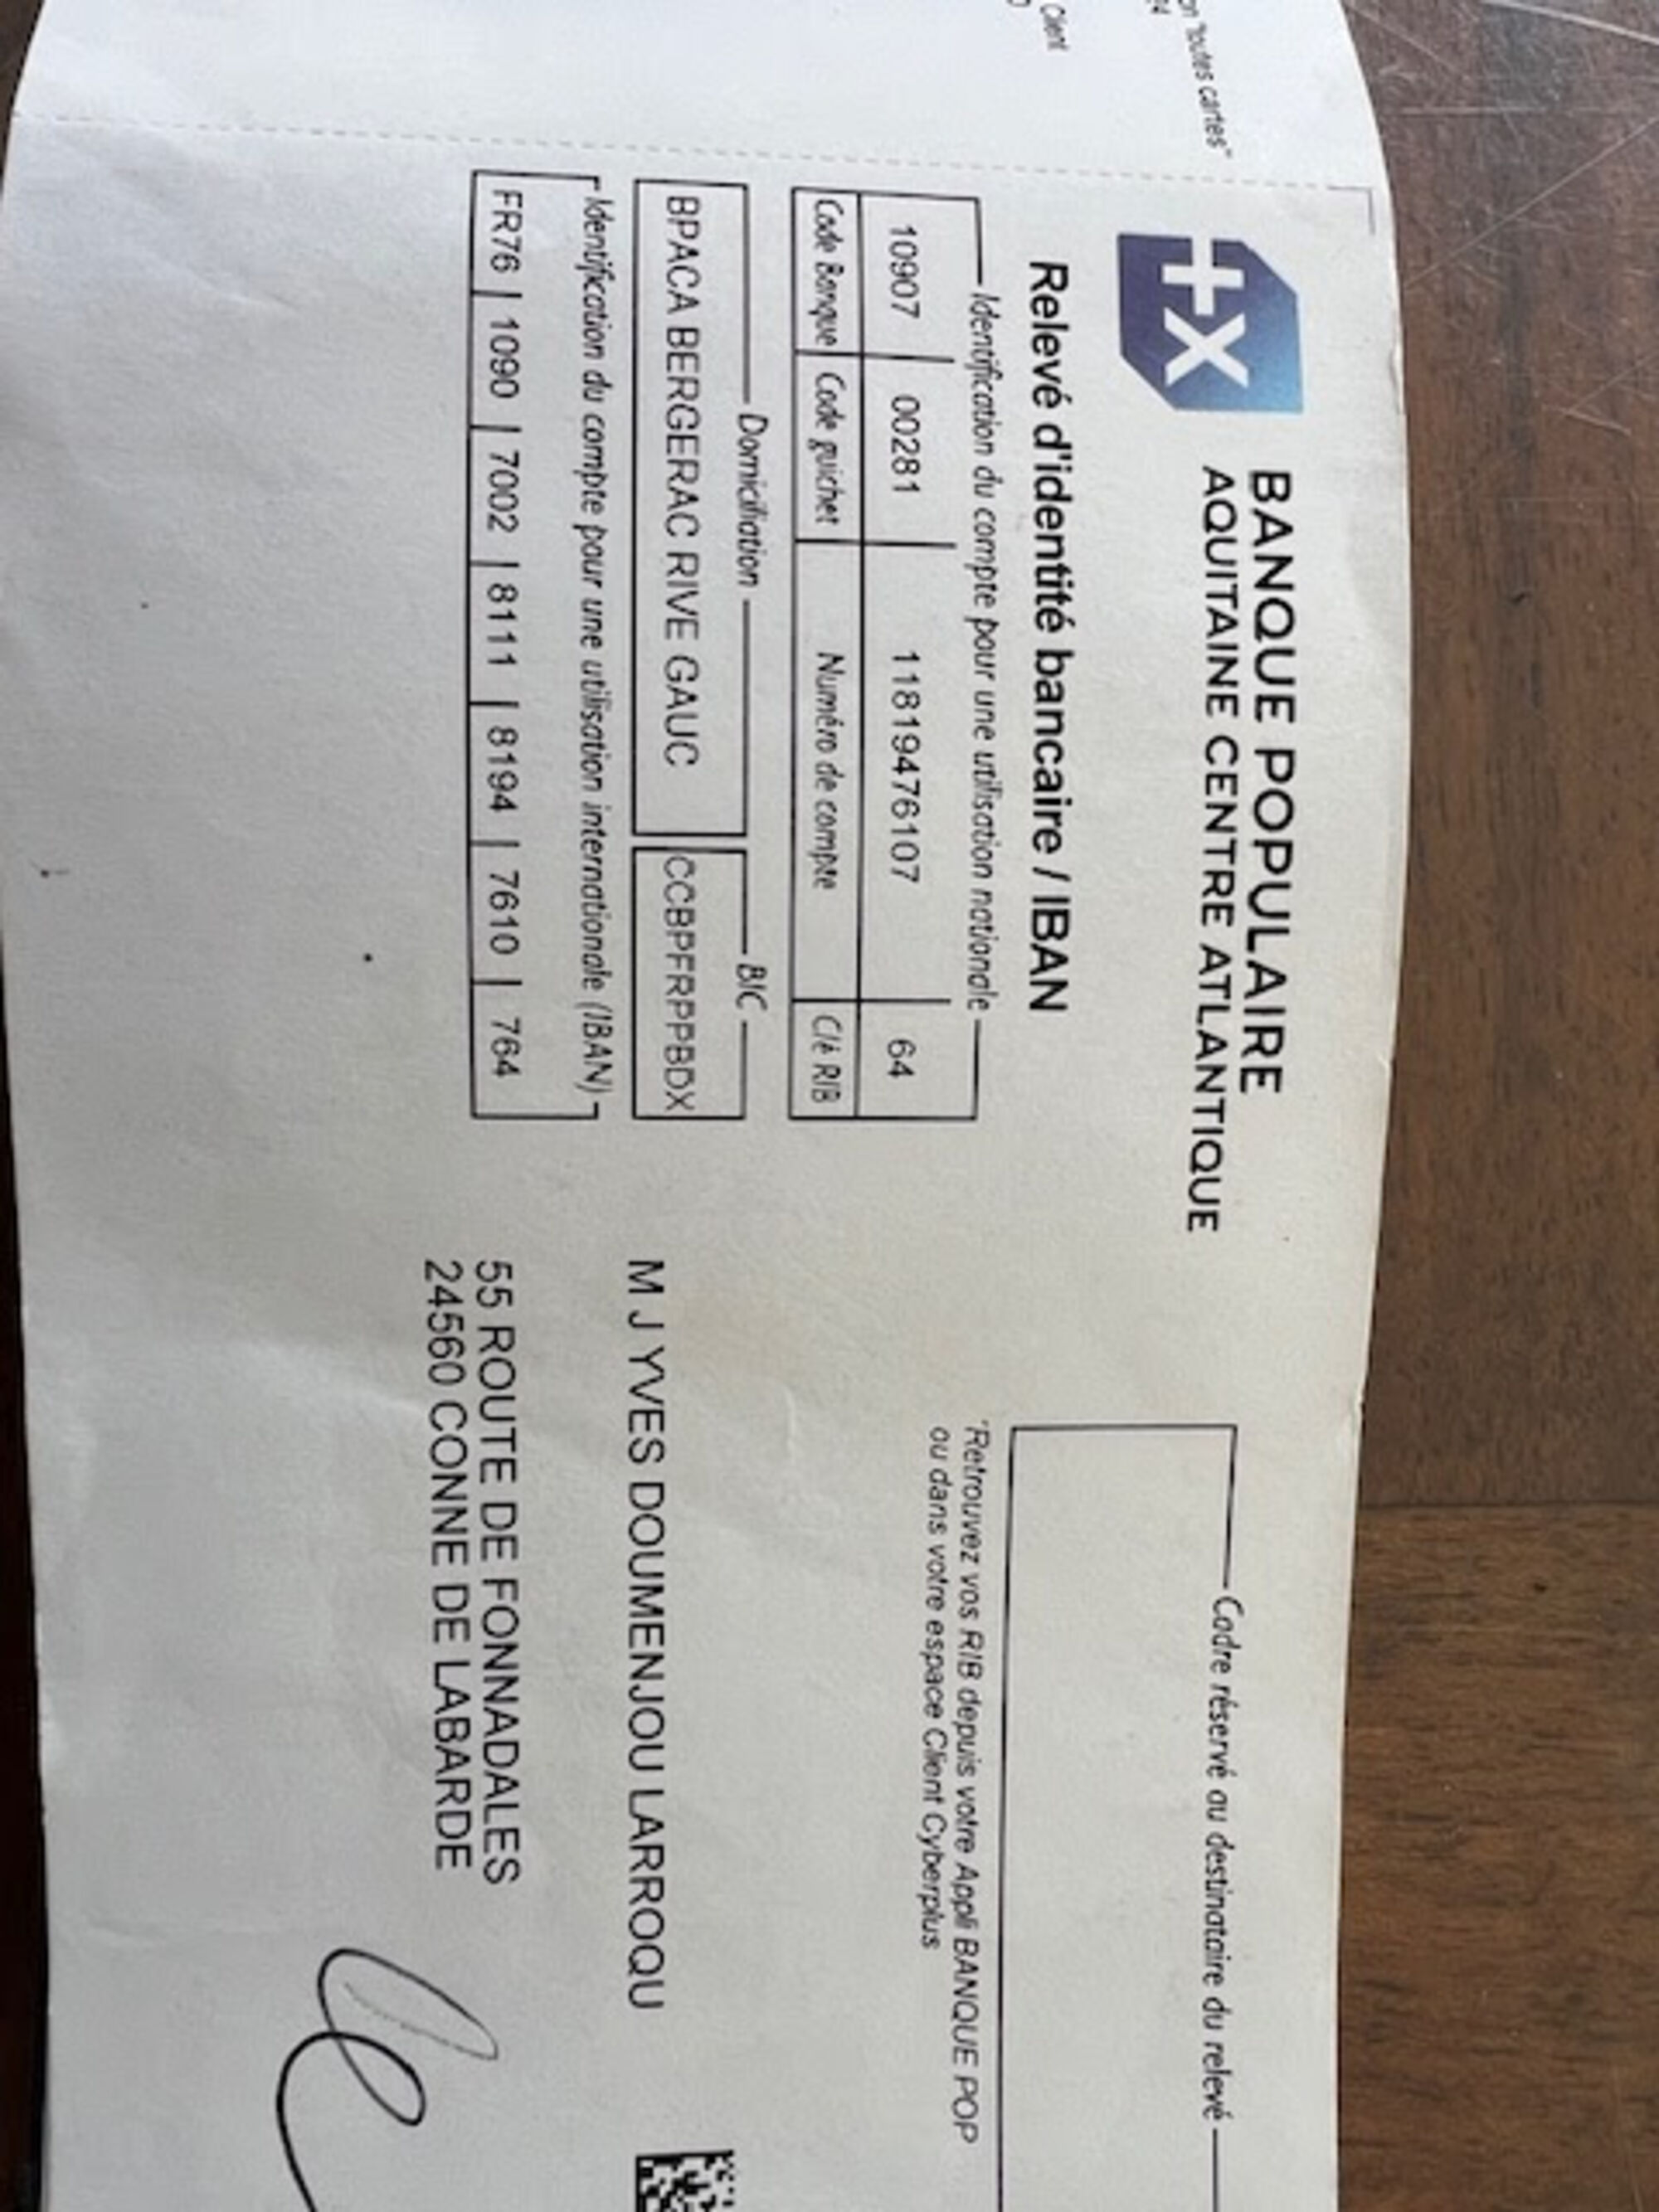 on "toutes cartes"
Client
BANQUE POPULAIRE
AQUITAINE CENTRE ATLANTIQUE
Relevé d'identité bancaire / IBAN
Identification du compte pour une utilisation nationale
10907 | 00281 | 11819476107 | 64
Code Banque | Code guichet | Numéro de compte | Clé RIB
Domiciliation
BIC
BPACA BERGERAC RIVE GAUC
CCBPFRPPBDX
Identification du compte pour une utilisation internationale (IBAN)
FR76 | 1090 | 7002 | 8111 | 8194 | 7610 | 764
Cadre réservé au destinataire du relevé
*Retrouvez vos RIB depuis votre Appli BANQUE POP
ou dans votre espace Client Cyberplus
M J YVES DOUMENJOU LARROQU
55 ROUTE DE FONNADALES
24560 CONNE DE LABARDE